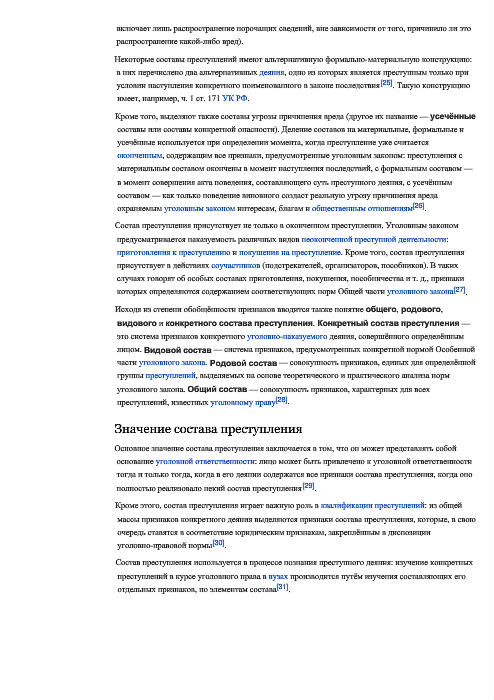 включает лишь распространение порочащих сведений, вне зависимости от того, причинило ли это
распространение какой-либо вред).
Некоторые составы преступлений имеют альтернативную формально-материальную конструкцию:
в них перечислено два альтернативных деяния, одно из которых является преступным только при
условии наступления конкретного поименованного в законе последствия[25]. Такую конструкцию
имеет, например, ч. 1 ст. 171 УК РФ.
Кроме того, выделяют также составы угрозы причинения вреда (другое их название — усечённые
составы или составы конкретной опасности). Деление составов на материальные, формальные и
усечённые используется при определении момента, когда преступление уже считается
оконченным, содержащим все признаки, предусмотренные уголовным законом: преступления с
материальным составом окончены в момент наступления последствий, с формальным составом —
в момент совершения акта поведения, составляющего суть преступного деяния, с усечённым
составом — как только поведение виновного создаст реальную угрозу причинения вреда
охраняемым уголовным законом интересам, благам и общественным отношениям[26].
Состав преступления присутствует не только в оконченном преступлении. Уголовным законом
предусматривается наказуемость различных видов неоконченной преступной деятельности:
приготовления к преступлению и покушения на преступление. Кроме того, состав преступления
присутствует в действиях соучастников (подстрекателей, организаторов, пособников). В таких
случаях говорят об особых составах приготовления, покушения, пособничества и т. д., признаки
которых определяются содержанием соответствующих норм Общей части уголовного закона[27].
Исходя из степени обобщённости признаков вводится также понятие общего, родового,
видового и конкретного состава преступления. Конкретный состав преступления —
это система признаков конкретного уголовно-наказуемого деяния, совершённого определённым
лицом. Видовой состав — система признаков, предусмотренных конкретной нормой Особенной
части уголовного закона. Родовой состав — совокупность признаков, единых для определённой
группы преступлений, выделяемых на основе теоретического и практического анализа норм
уголовного закона. Общий состав — совокупность признаков, характерных для всех
преступлений, известных уголовному праву[28].
Значение состава преступления
Основное значение состава преступления заключается в том, что он может представлять собой
основание уголовной ответственности: лицо может быть привлечено к уголовной ответственности
тогда и только тогда, когда в его деянии содержатся все признаки состава преступления, когда оно
полностью реализовало некий состав преступления[29].
Кроме этого, состав преступления играет важную роль в квалификации преступлений: из общей
массы признаков конкретного деяния выделяются признаки состава преступления, которые, в свою
очередь ставятся в соответствие юридическим признакам, закреплённым в диспозиции
уголовно-правовой нормы[30].
Состав преступления используется в процессе познания преступного деяния: изучение конкретных
преступлений в курсе уголовного права в вузах производится путём изучения составляющих его
отдельных признаков, по элементам состава[31].